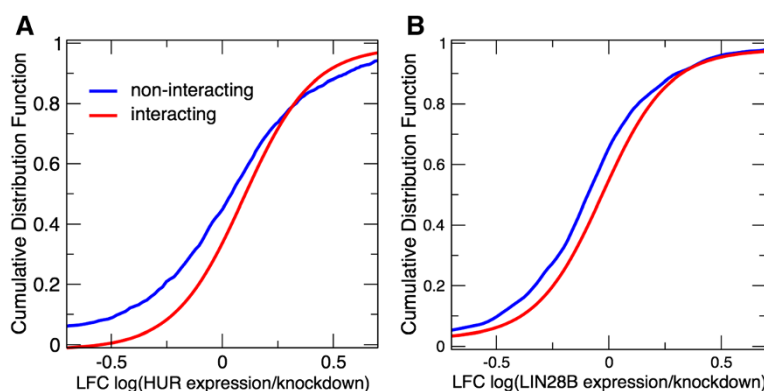 A
B
Cumulative Distribution Function
1
0.8
0.6
0.4
0.2
0
non-interacting
interacting
-0.5
0
0.5
LFC log(HUR expression/knockdown)
Cumulative Distribution Function
1
0.8
0.6
0.4
0.2
0
-0.5
0
0.5
LFC log(LIN28B expression/knockdown)